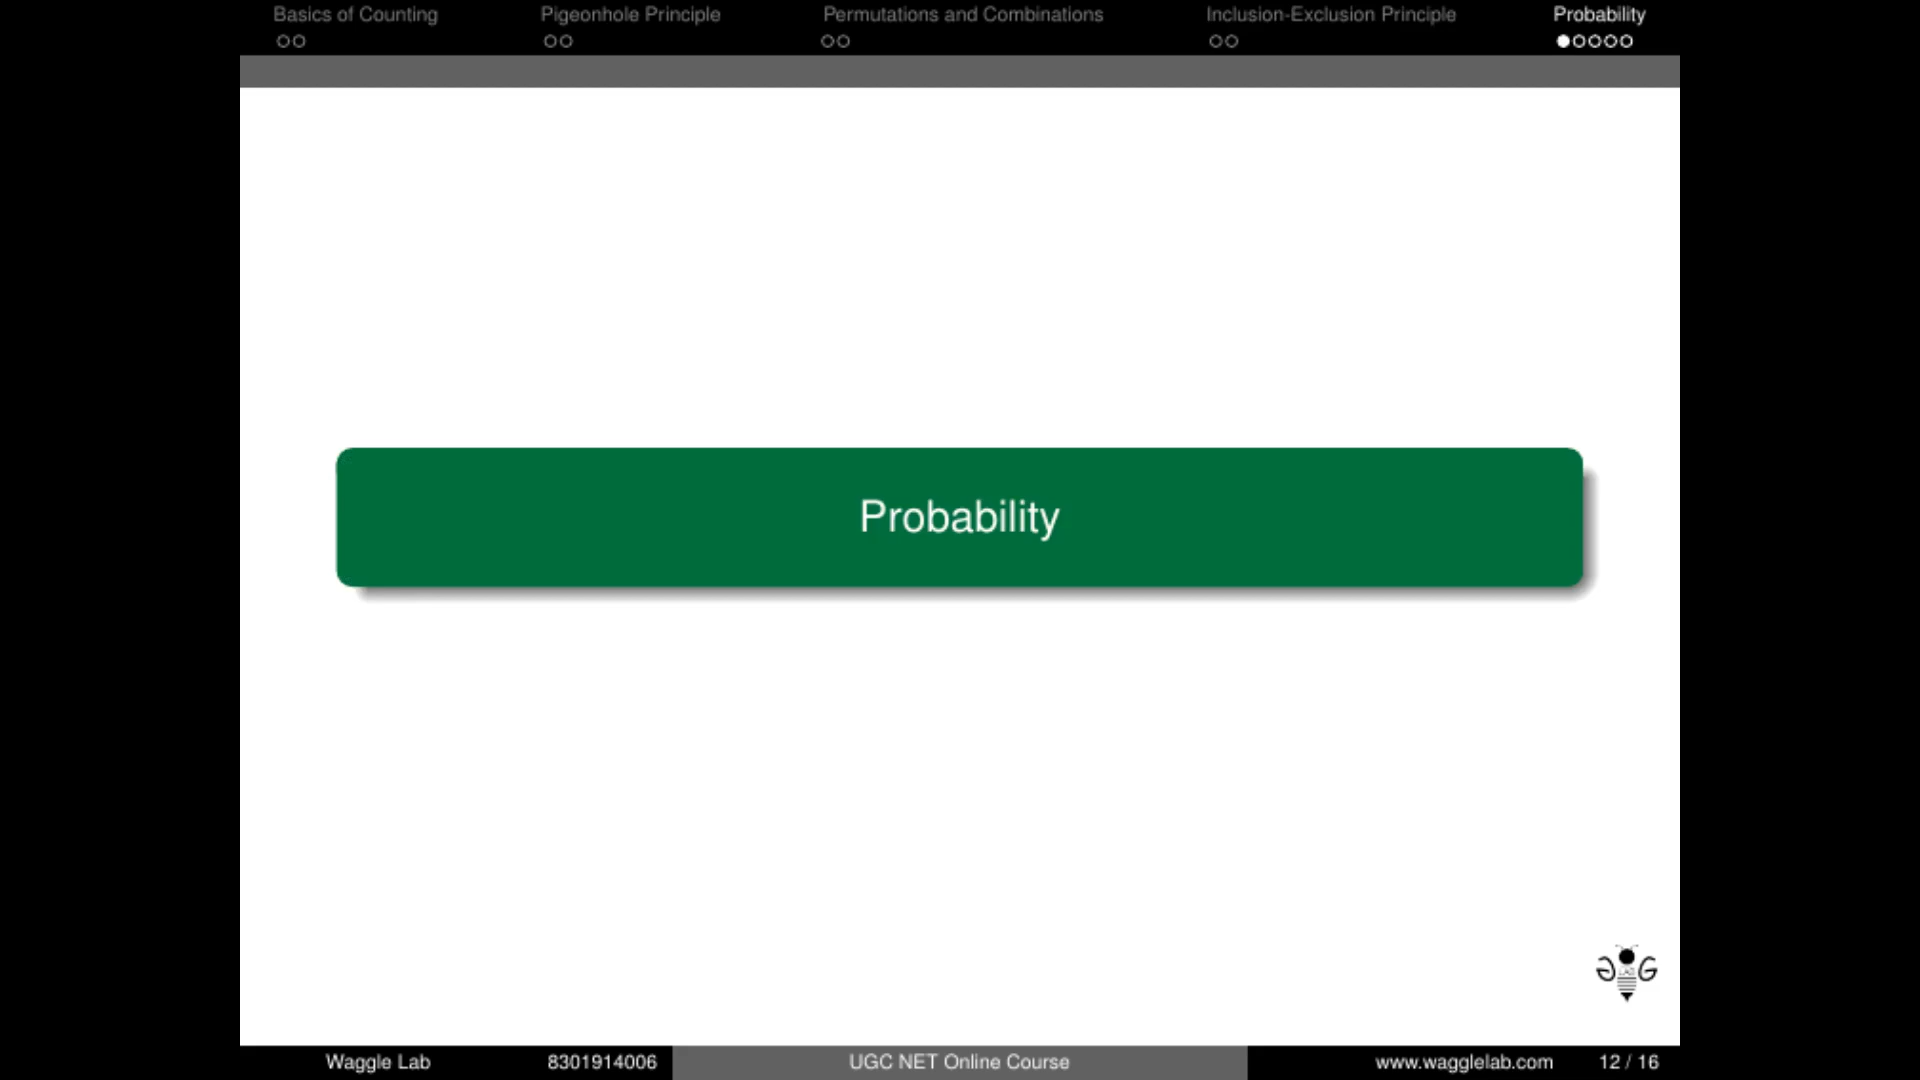 Basics of Counting
Pigeonhole Principle
Permutations and Combinations
Inclusion-Exclusion Principle
Probability
Probability
Waggle Lab 8301914006 UGC NET Online Course www.wagglelab.com 12 / 16